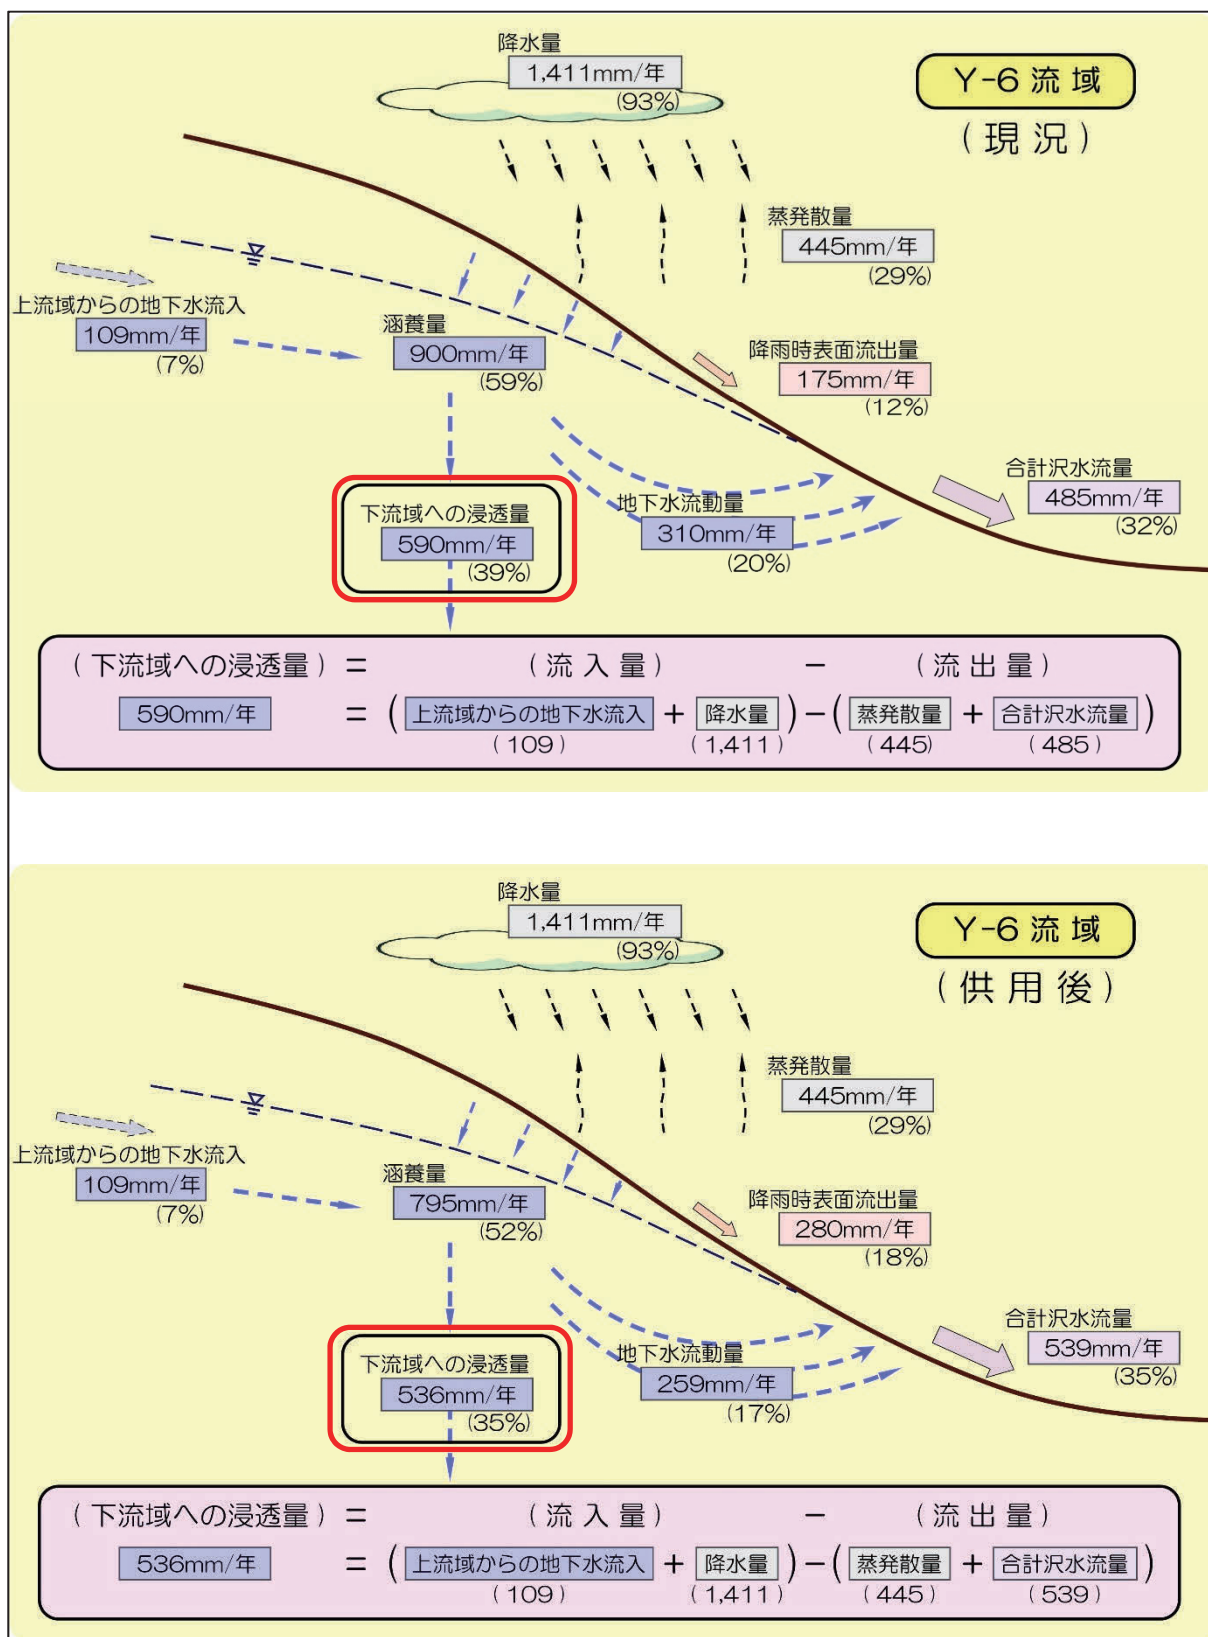 降水量
1,411mm/年
(93%)
Y-6 流域
(現況)
蒸発散量
445mm/年
(29%)
上流域からの地下水流入
109mm/年
(7%)
涵養量
900mm/年
(59%)
降雨時表面流出量
175mm/年
(12%)
合計沢水流量
485mm/年
(32%)
下流域への浸透量
590mm/年
(39%)
地下水流動量
310mm/年
(20%)
(下流域への浸透量) = (流入量) − (流出量)
590mm/年 = (上流域からの地下水流入 + 降水量)−(蒸発散量 + 合計沢水流量)
(109) (1,411) (445) (485)
降水量
1,411mm/年
(93%)
Y-6 流域
(供用後)
蒸発散量
445mm/年
(29%)
上流域からの地下水流入
109mm/年
(7%)
涵養量
795mm/年
(52%)
降雨時表面流出量
280mm/年
(18%)
合計沢水流量
539mm/年
(35%)
下流域への浸透量
536mm/年
(35%)
地下水流動量
259mm/年
(17%)
(下流域への浸透量) = (流入量) − (流出量)
536mm/年 = (上流域からの地下水流入 + 降水量)−(蒸発散量 + 合計沢水流量)
(109) (1,411) (445) (539)